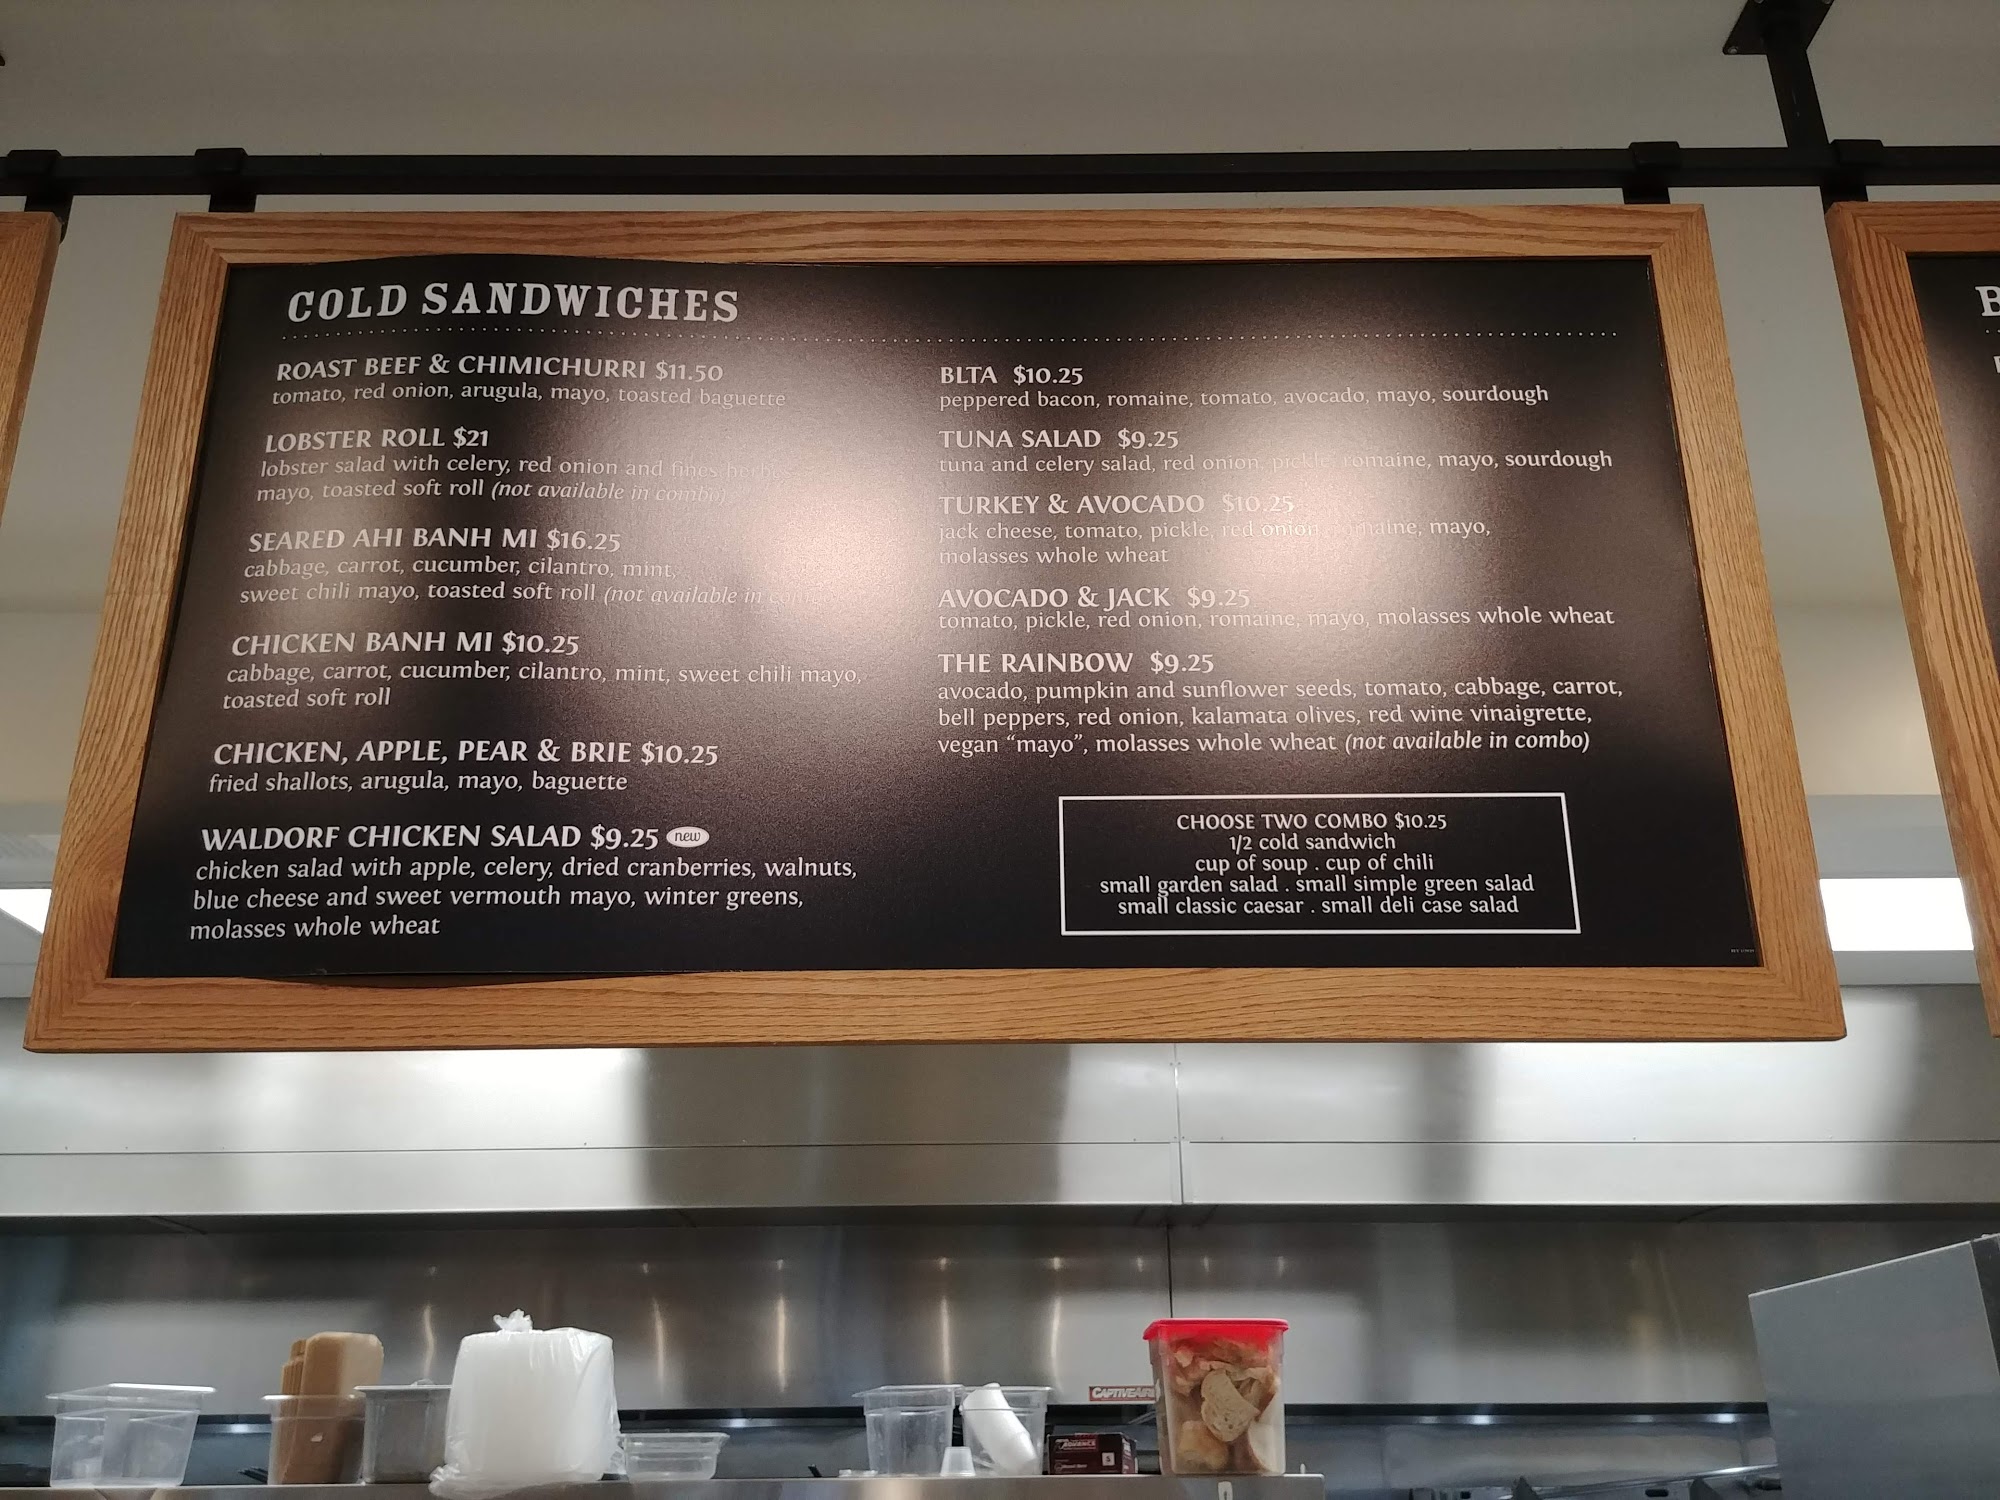 COLD SANDWICHES
ROAST BEEF & CHIMICHURRI $11.50
tomato, red onion, arugula, mayo, toasted baguette
LOBSTER ROLL $21
lobster salad with celery, red onion and fines herbes
mayo, toasted soft roll (not available in combo)
SEARED AHI BANH MI $16.25
cabbage, carrot, cucumber, cilantro, mint,
sweet chili mayo, toasted soft roll (not available in combo)
CHICKEN BANH MI $10.25
cabbage, carrot, cucumber, cilantro, mint, sweet chili mayo,
toasted soft roll
CHICKEN, APPLE, PEAR & BRIE $10.25
fried shallots, arugula, mayo, baguette
WALDORF CHICKEN SALAD $9.25 new
chicken salad with apple, celery, dried cranberries, walnuts,
blue cheese and sweet vermouth mayo, winter greens,
molasses whole wheat
BLTA $10.25
peppered bacon, romaine, tomato, avocado, mayo, sourdough
TUNA SALAD $9.25
tuna and celery salad, red onion, pickle, romaine, mayo, sourdough
TURKEY & AVOCADO $10.25
jack cheese, tomato, pickle, red onion, romaine, mayo,
molasses whole wheat
AVOCADO & JACK $9.25
tomato, pickle, red onion, romaine, mayo, molasses whole wheat
THE RAINBOW $9.25
avocado, pumpkin and sunflower seeds, tomato, cabbage, carrot,
bell peppers, red onion, kalamata olives, red wine vinaigrette,
vegan “mayo”, molasses whole wheat (not available in combo)
CHOOSE TWO COMBO $10.25
1/2 cold sandwich
cup of soup . cup of chili
small garden salad . small simple green salad
small classic caesar . small deli case salad
B
CAPTIVEAIRE
ADVANCE